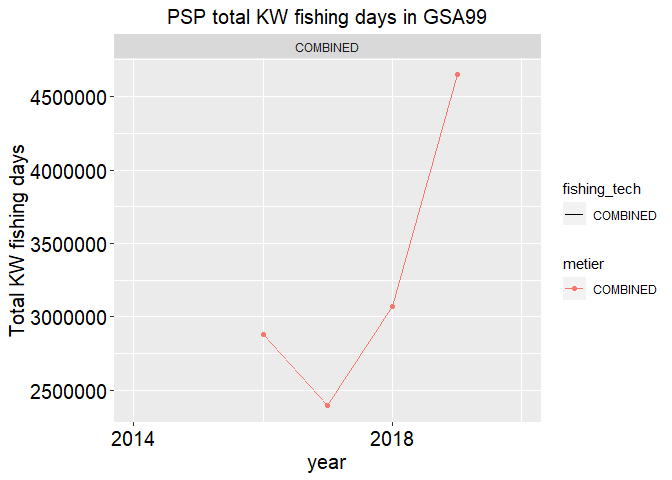 PSP total KW fishing days in GSA99
COMBINED
4500000
4000000
3500000
3000000
2500000
Total KW fishing days
2014
2018
year
fishing_tech
COMBINED
metier
COMBINED